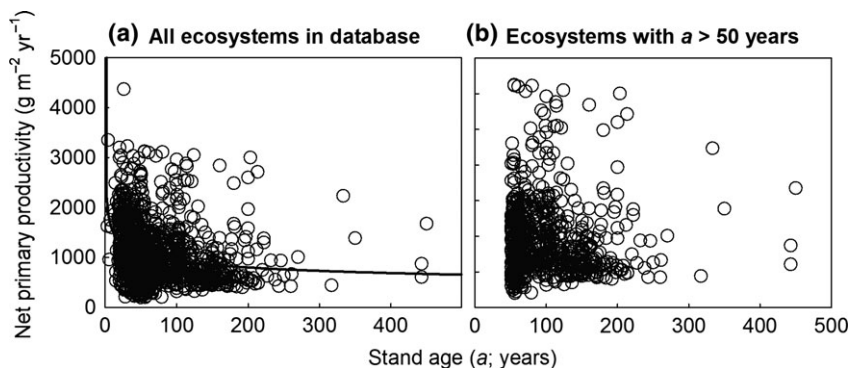 (a) All ecosystems in database
(b) Ecosystems with a > 50 years
Net primary productivity (g m⁻² yr⁻¹)
5000
4000
3000
2000
1000
0
0 100 200 300 400
0 100 200 300 400 500
Stand age (a; years)